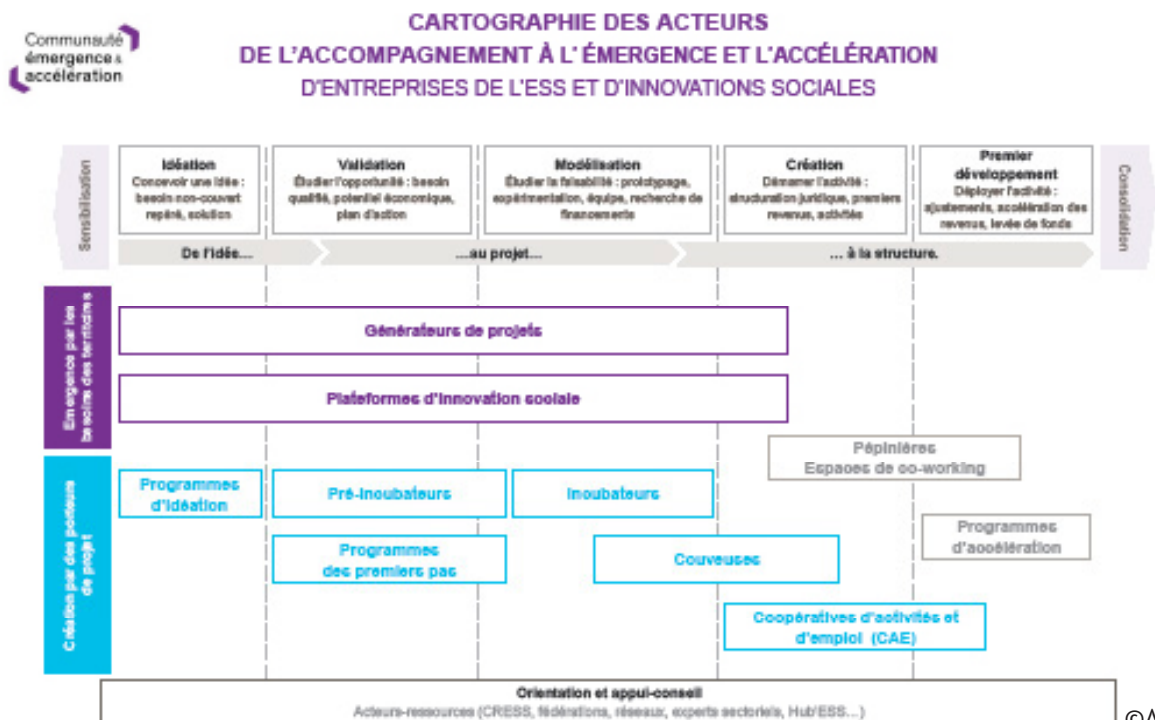 Communauté
émergence &
accélération
CARTOGRAPHIE DES ACTEURS
DE L'ACCOMPAGNEMENT À L' ÉMERGENCE ET L'ACCÉLÉRATION
D'ENTREPRISES DE L'ESS ET D'INNOVATIONS SOCIALES
Sensibilisation
Idéation
Concevoir une idée :
besoin non-couvert
repéré, solution
Validation
Étudier l'opportunité : besoin
qualifié, potentiel économique,
plan d'action
Modélisation
Étudier la faisabilité : prototypage,
expérimentation, équipe, recherche de
financements
Création
Démarrer l'activité :
structuration juridique, premiers
revenus, activités
Premier
développement
Déployer l'activité :
ajustements, accélération des
revenus, levée de fonds
Consolidation
De l'idée....
....au projet....
... à la structure.
Emergence par les
besoins des territoires
Générateurs de projets
Plateformes d'innovation sociale
Pépinières
Espaces de co-working
Création par des porteurs
de projet
Programmes
d'idéation
Pré-incubateurs
Incubateurs
Programmes
d'accélération
Programmes
des premiers pas
Couveuses
Coopératives d'activités et
d'emploi (CAE)
Orientation et appui-conseil
Acteurs-ressources (CRESS, fédérations, réseaux, experts sectoriels, Hub'ESS...)